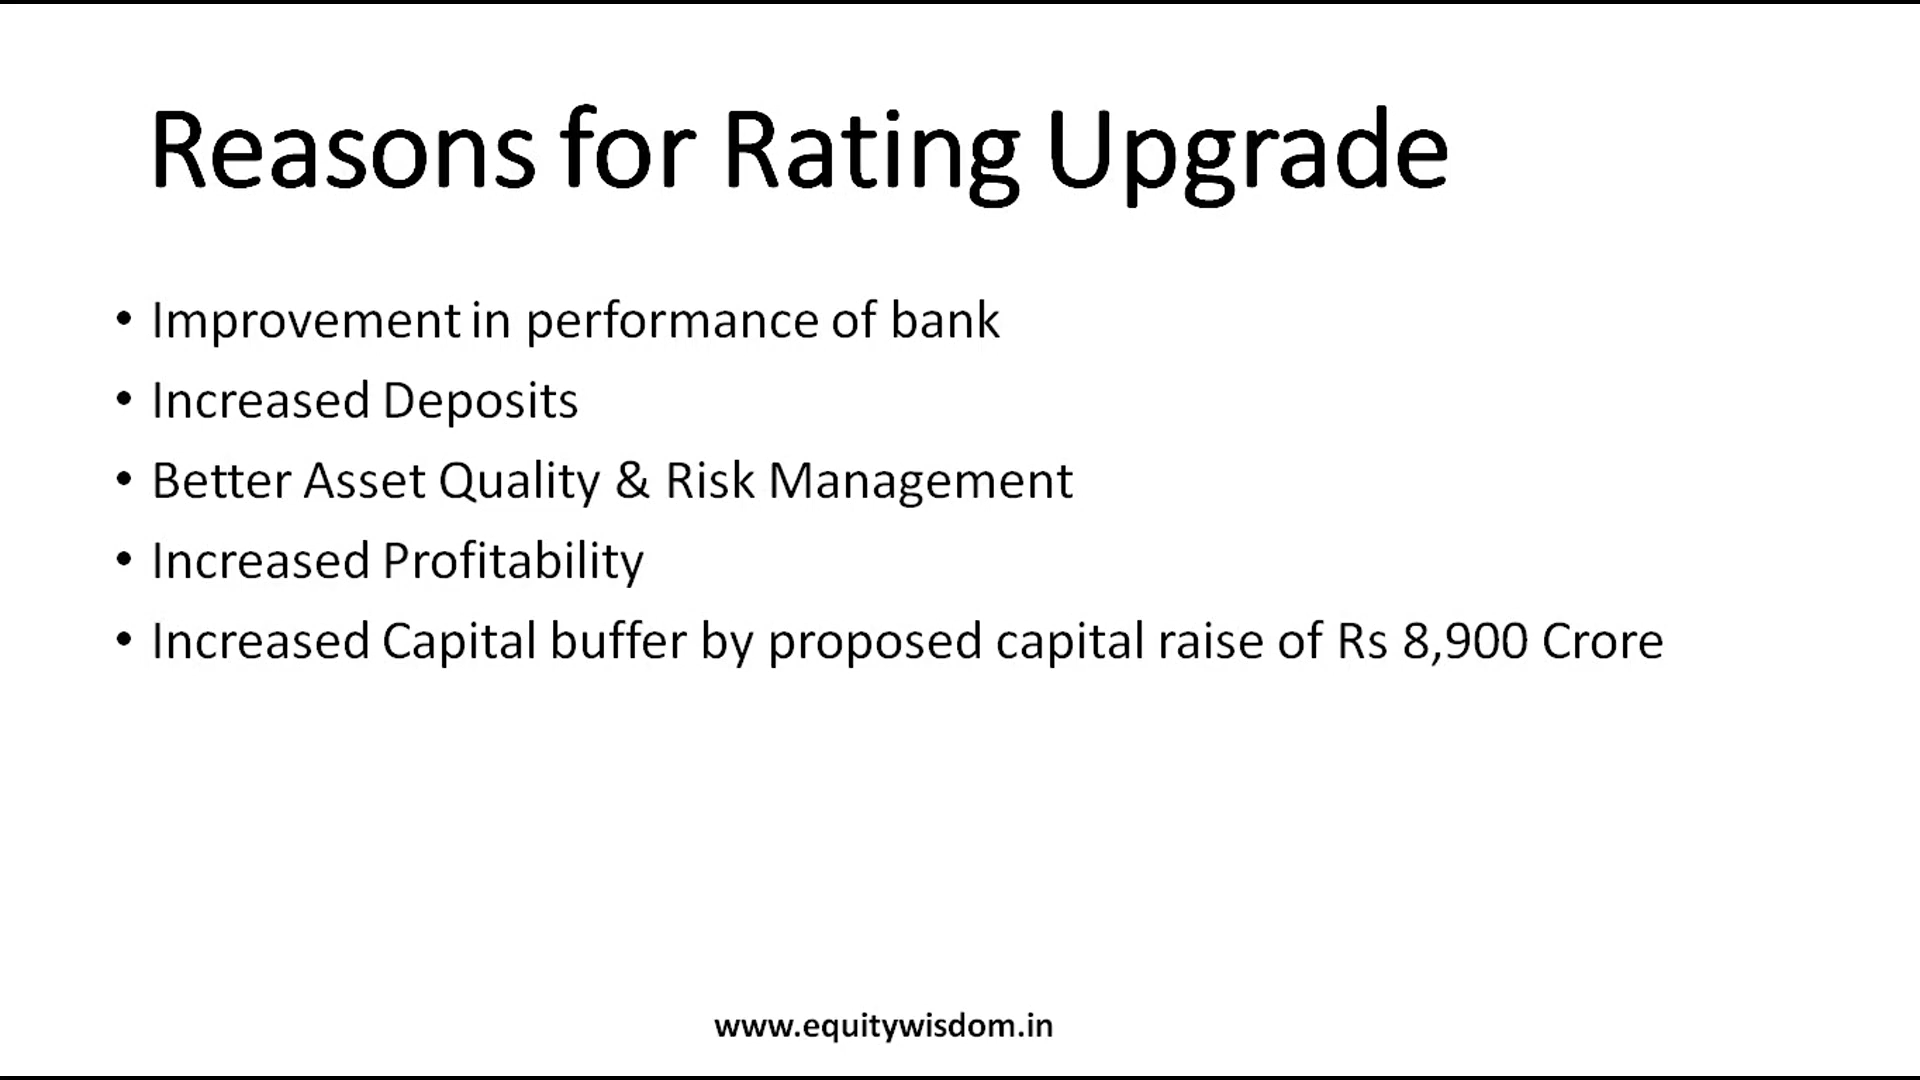 Reasons for Rating Upgrade
• Improvement in performance of bank
• Increased Deposits
• Better Asset Quality & Risk Management
• Increased Profitability
• Increased Capital buffer by proposed capital raise of Rs 8,900 Crore
www.equitywisdom.in